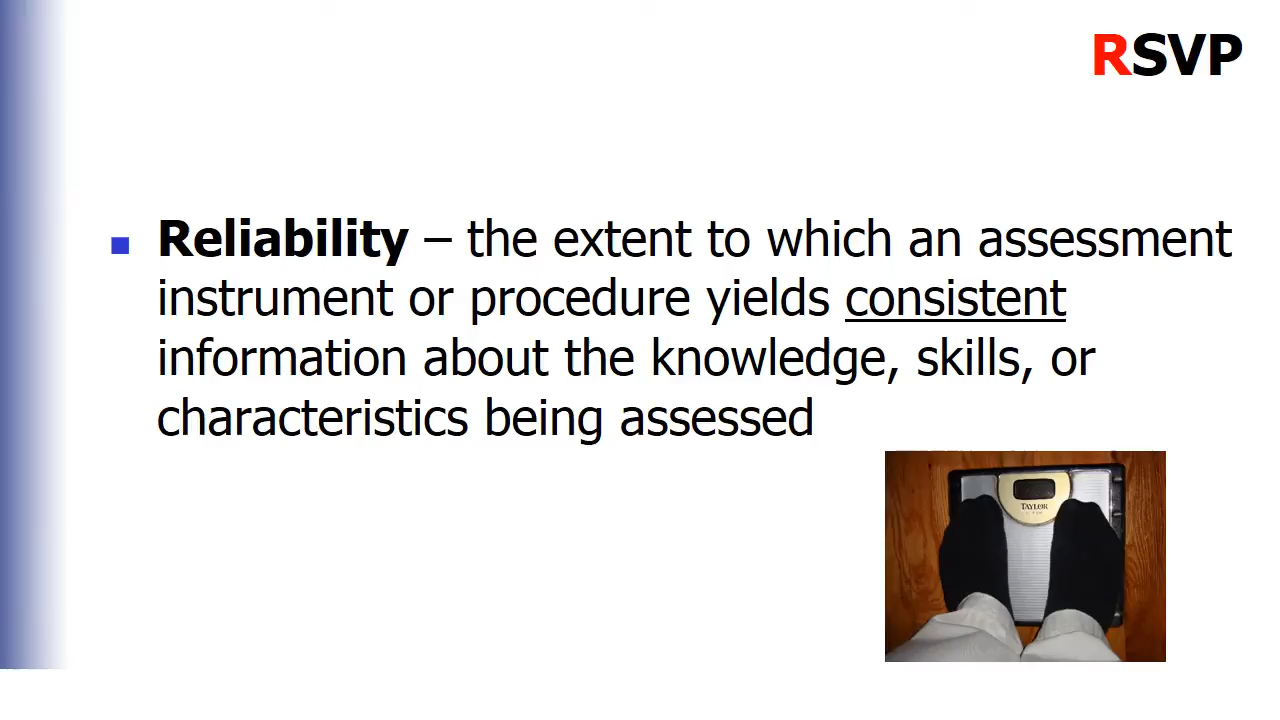 RSVP
Reliability – the extent to which an assessment
instrument or procedure yields consistent
information about the knowledge, skills, or
characteristics being assessed
TAYLOR